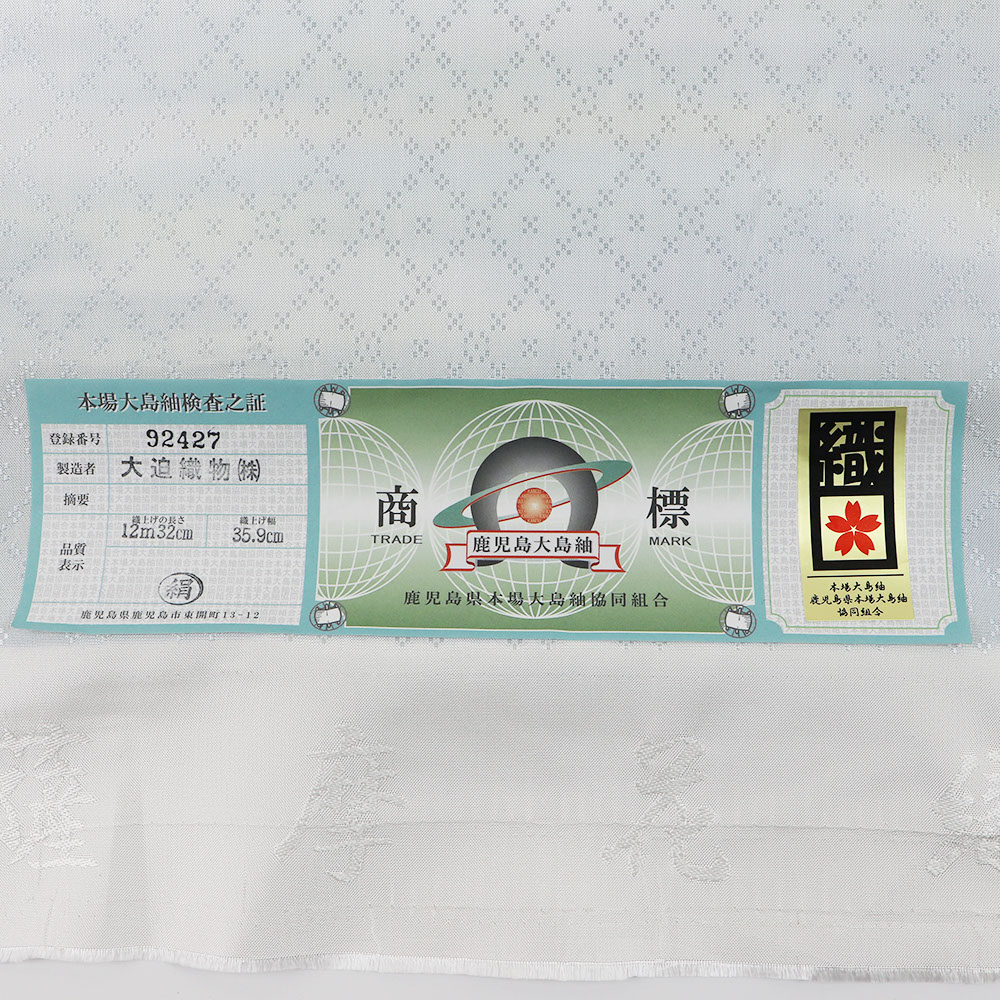 本場大島紬検査之証
登録番号 92427
製造者 大迫織物(株)
摘要
品質表示
織上げの長さ 12m32cm
織上げ幅 35.9cm
絹
鹿児島県鹿児島市東開町13-12
商標
TRADE MARK
鹿児島大島紬
鹿児島県本場大島紬協同組合
織
本場大島紬
鹿児島県本場大島紬
協同組合